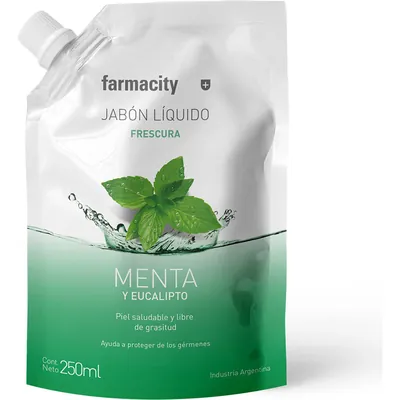 farmacity
JABÓN LÍQUIDO
FRESCURA
MENTA
Y EUCALIPTO
Piel saludable y libre
de grasitud
Ayuda a proteger de los gérmenes
Cont.
Neto 250ml
Industria Argentina